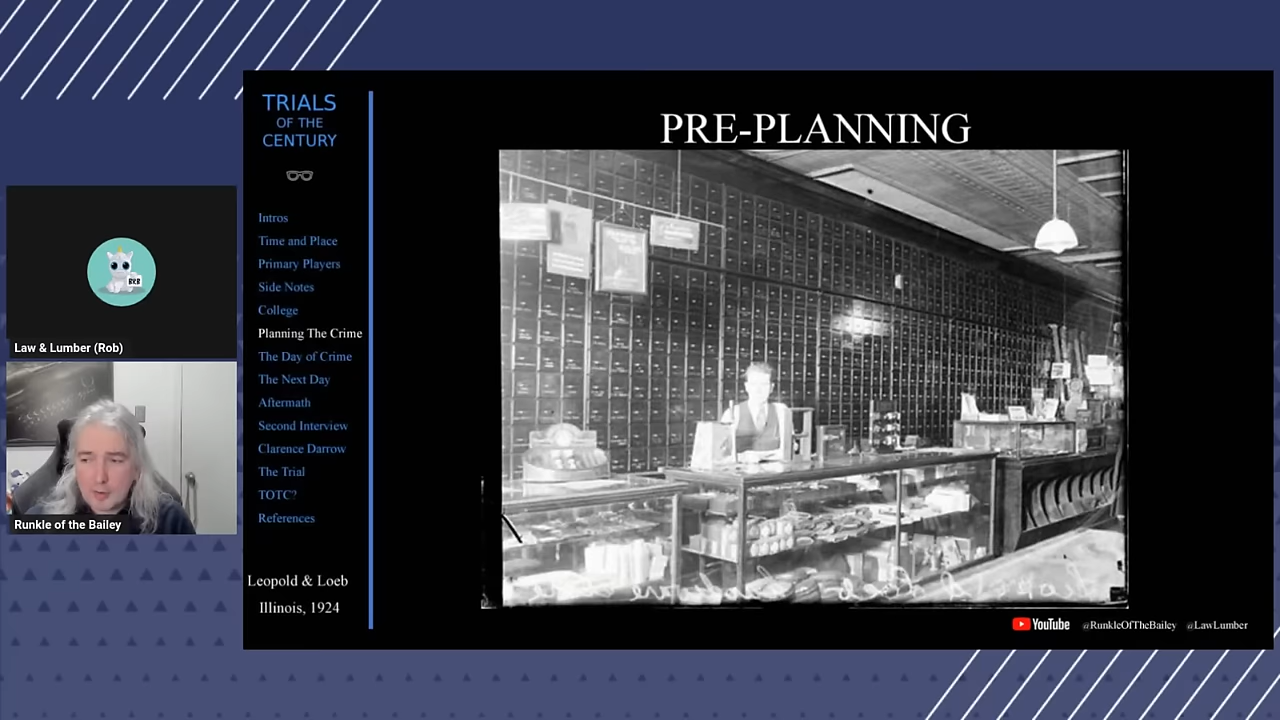 TRIALS
OF THE
CENTURY
Intros
Time and Place
Primary Players
Side Notes
College
Planning The Crime
The Day of Crime
The Next Day
Aftermath
Second Interview
Clarence Darrow
The Trial
TOTC?
References
Leopold & Loeb
Illinois, 1924
PRE-PLANNING
YouTube @RunkleOfTheBailey @LawLumber
BRB
Law & Lumber (Rob)
Runkle of the Bailey